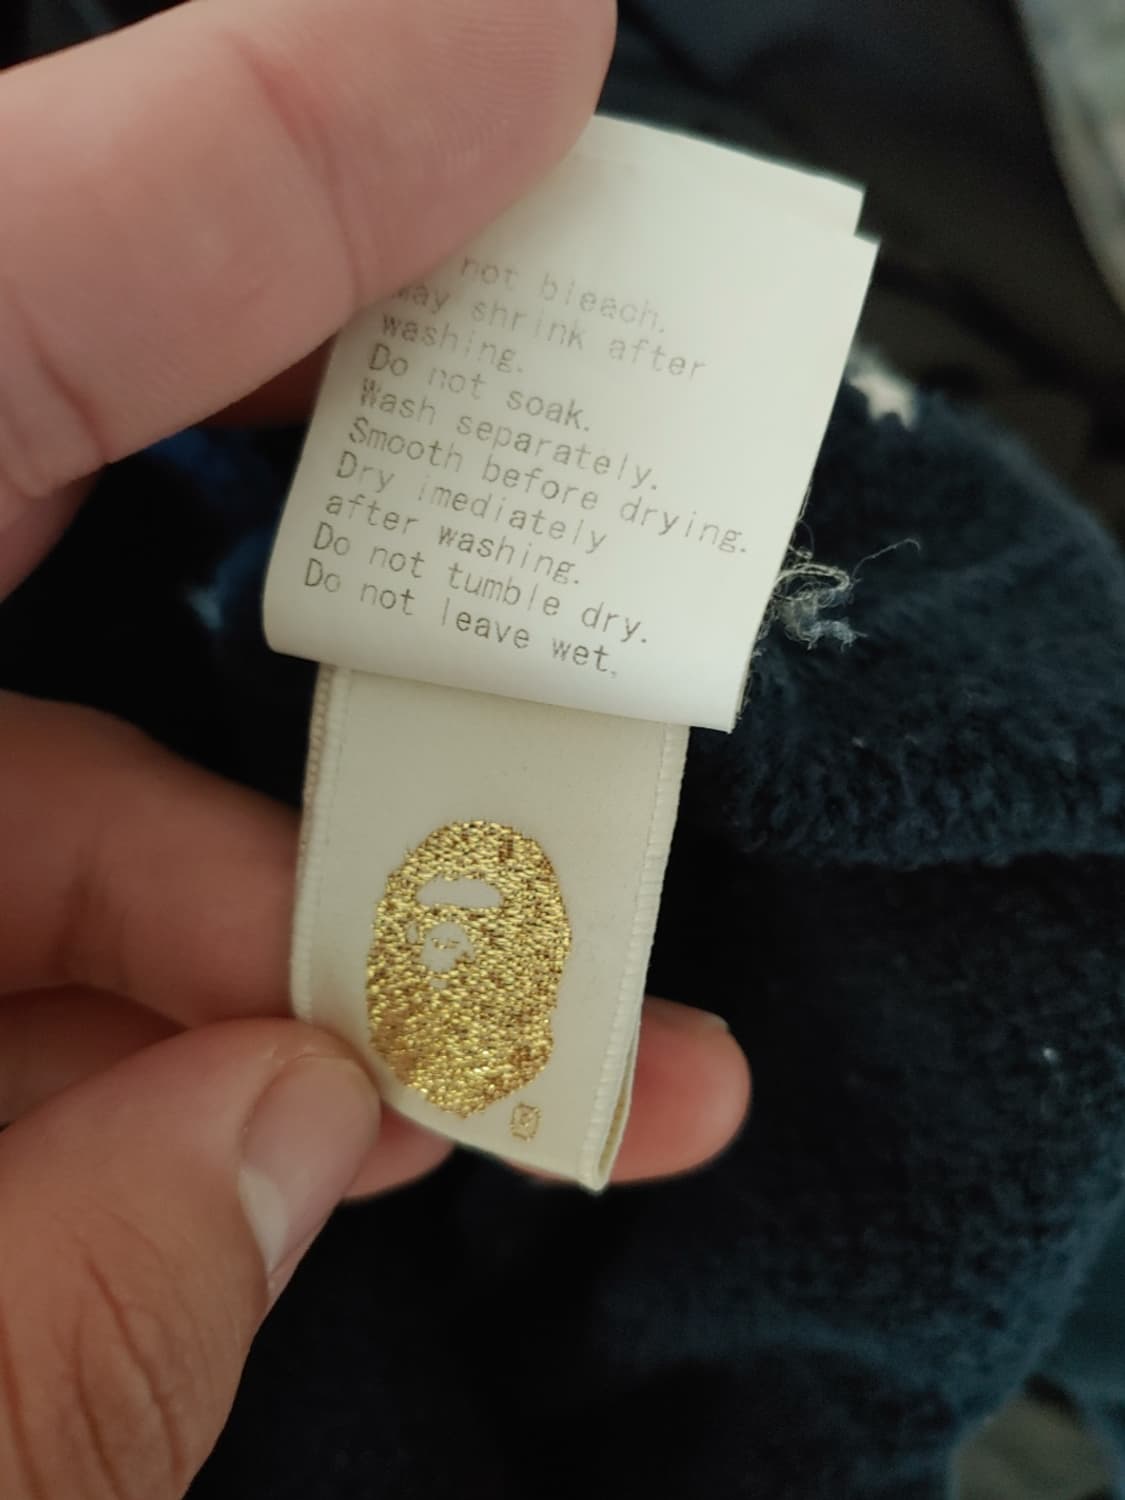 not bleach.
may shrink after
washing.
Do not soak.
Wash separately.
Smooth before drying.
Dry imediately
after washing.
Do not tumble dry.
Do not leave wet.